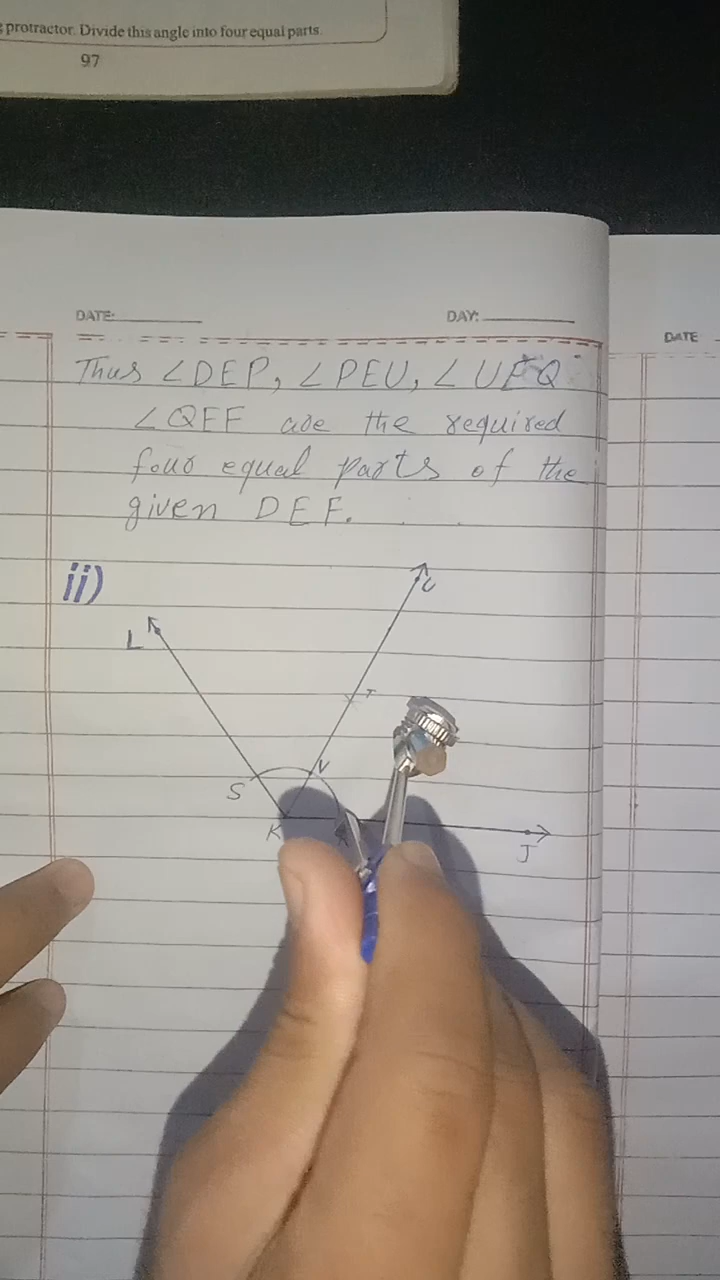 protractor. Divide this angle into four equal parts.
97
DATE:
DAY:
DATE
Thus ∠DEP, ∠PEU, ∠UEQ
∠QEF are the required
four equal parts of the
given DEF.
ii)
U
L
T
V
S
K
R
J